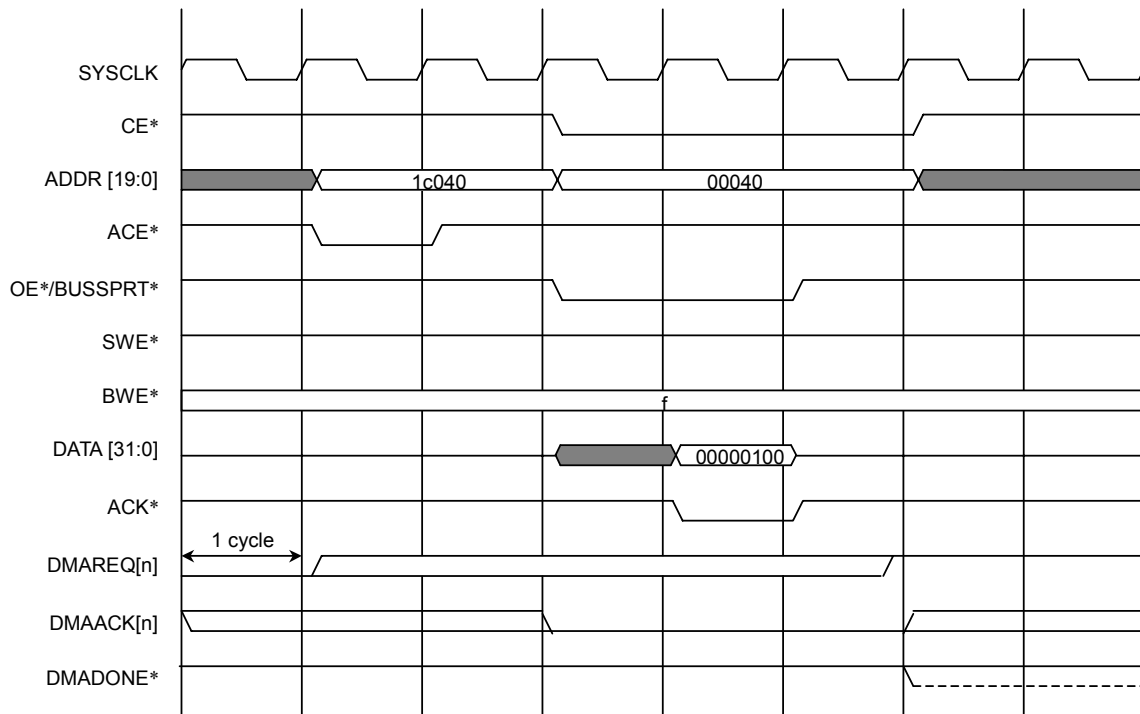 SYSCLK
CE*
ADDR [19:0]
1c040
00040
ACE*
OE*/BUSSPRT*
SWE*
BWE*
f
DATA [31:0]
00000100
ACK*
1 cycle
DMAREQ[n]
DMAACK[n]
DMADONE*